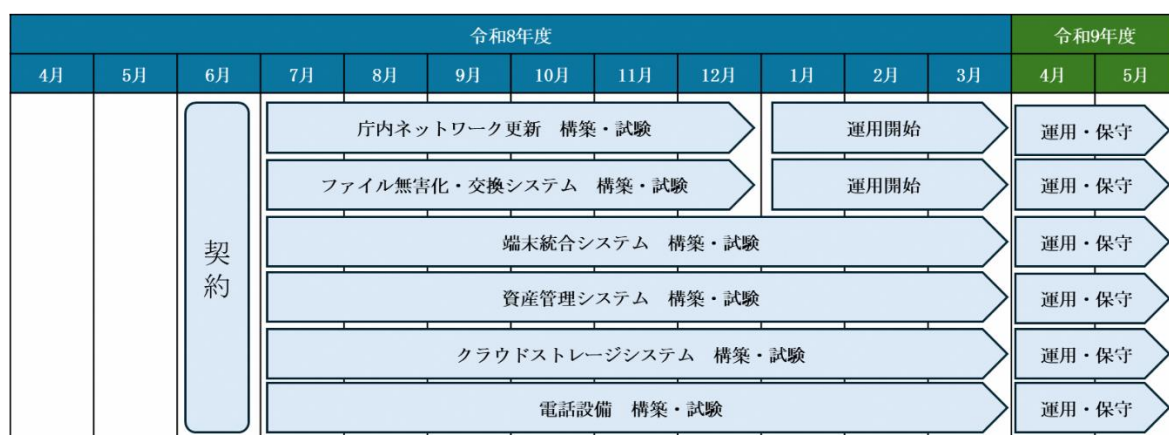 令和8年度 令和9年度
4月 5月 6月 7月 8月 9月 10月 11月 12月 1月 2月 3月 4月 5月
契約
庁内ネットワーク更新　構築・試験 運用開始 運用・保守
ファイル無害化・交換システム　構築・試験 運用開始 運用・保守
端末統合システム　構築・試験 運用・保守
資産管理システム　構築・試験 運用・保守
クラウドストレージシステム　構築・試験 運用・保守
電話設備　構築・試験 運用・保守